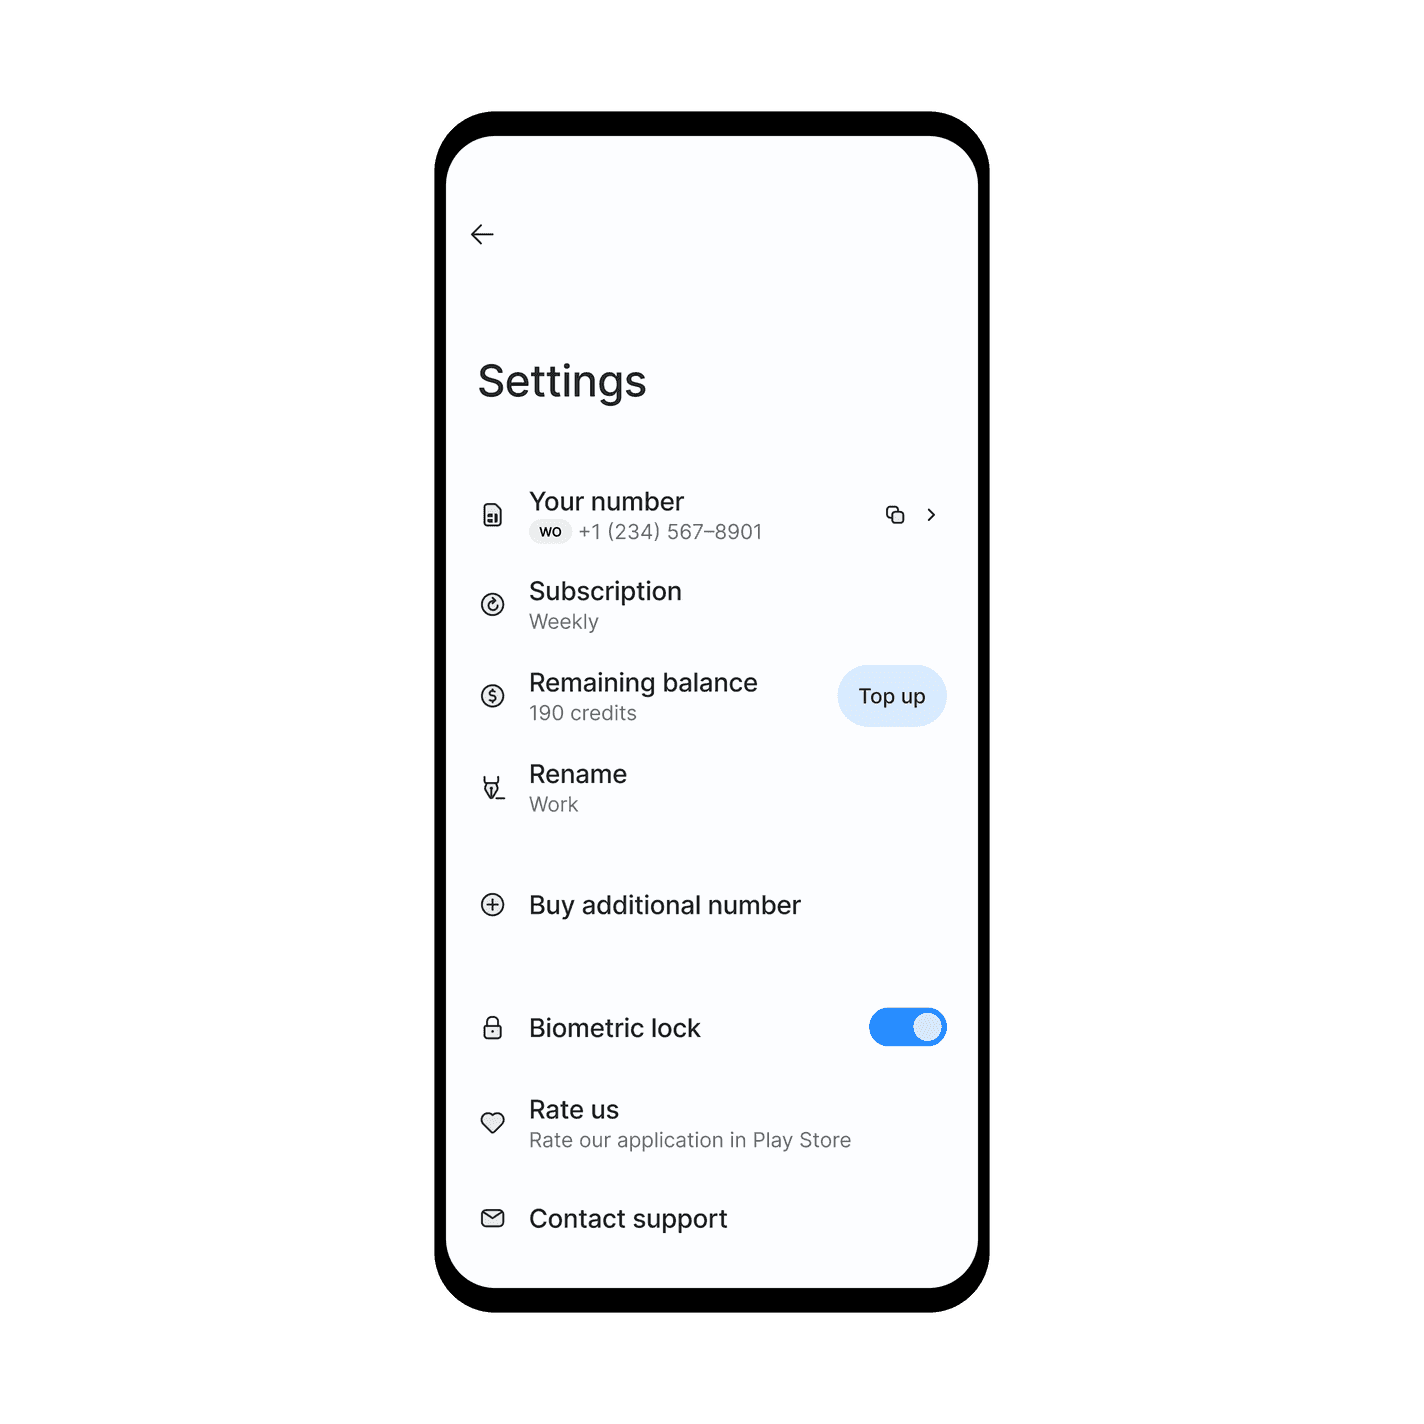 Settings
Your number
WO +1 (234) 567–8901
Subscription
Weekly
Remaining balance
190 credits
Top up
Rename
Work
Buy additional number
Biometric lock
Rate us
Rate our application in Play Store
Contact support